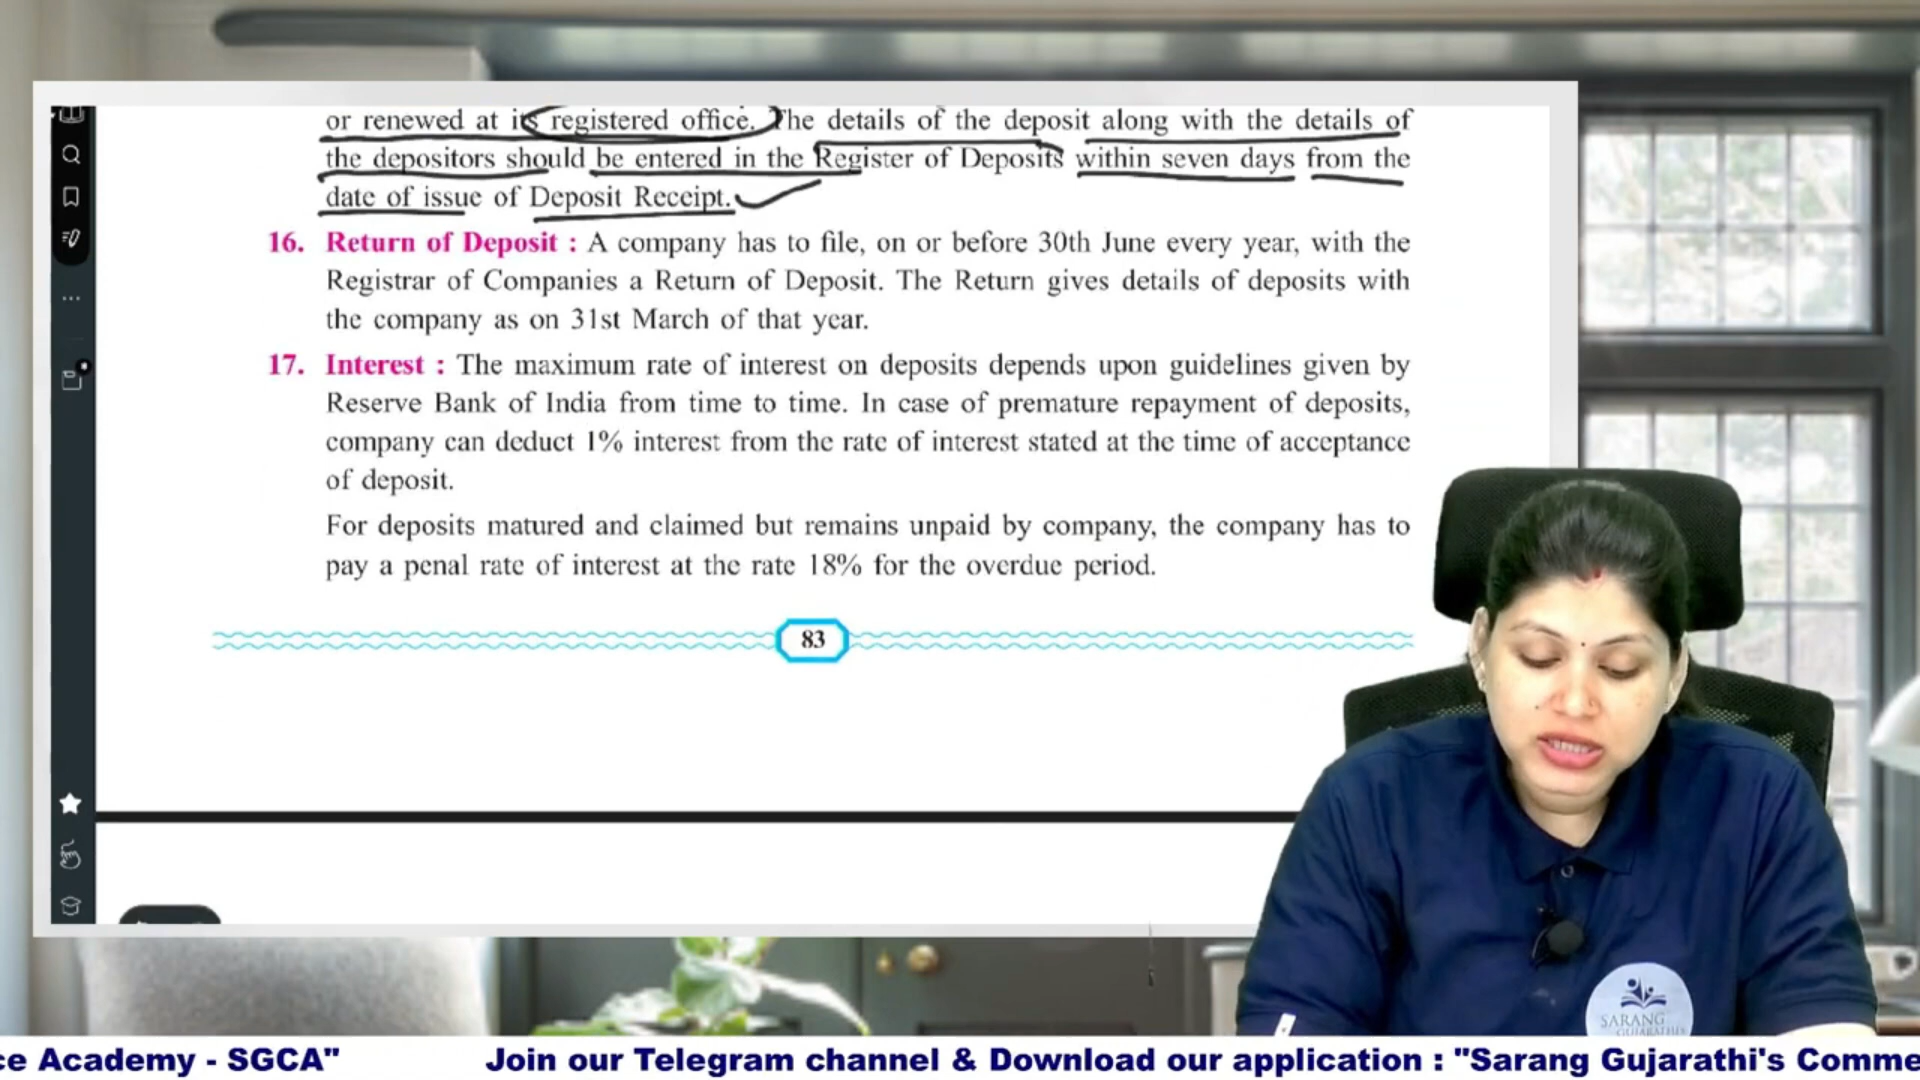 or renewed at its registered office. The details of the deposit along with the details of
the depositors should be entered in the Register of Deposits within seven days from the
date of issue of Deposit Receipt.
16. Return of Deposit : A company has to file, on or before 30th June every year, with the
Registrar of Companies a Return of Deposit. The Return gives details of deposits with
the company as on 31st March of that year.
17. Interest : The maximum rate of interest on deposits depends upon guidelines given by
Reserve Bank of India from time to time. In case of premature repayment of deposits,
company can deduct 1% interest from the rate of interest stated at the time of acceptance
of deposit.
For deposits matured and claimed but remains unpaid by company, the company has to
pay a penal rate of interest at the rate 18% for the overdue period.
83
SARANG
GUJARATHI'S
ce Academy - SGCA" Join our Telegram channel & Download our application : "Sarang Gujarathi's Comme